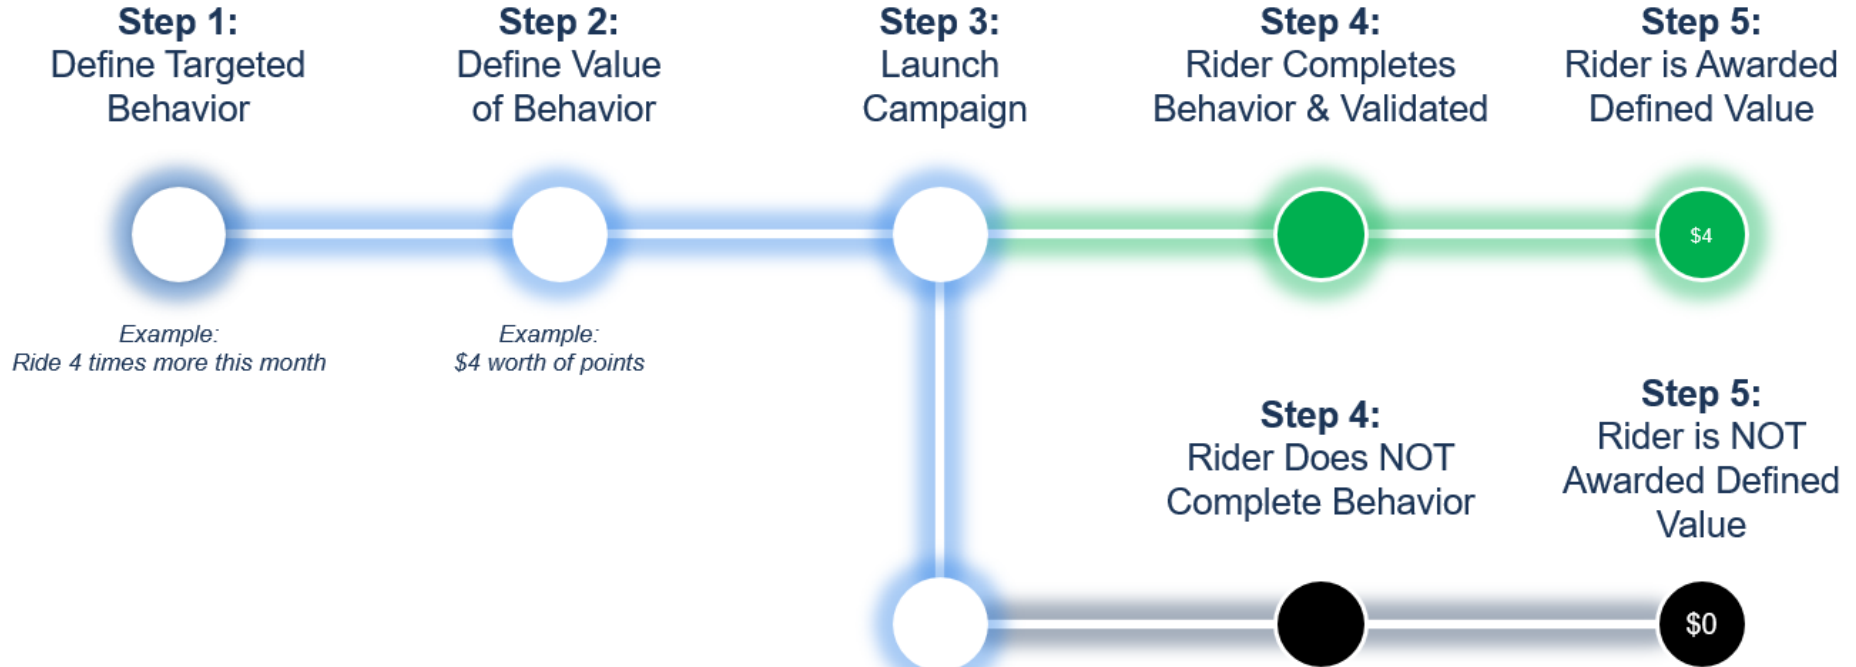 Step 1:
Define Targeted
Behavior
Step 2:
Define Value
of Behavior
Step 3:
Launch
Campaign
Step 4:
Rider Completes
Behavior & Validated
Step 5:
Rider is Awarded
Defined Value
$4
Example:
Ride 4 times more this month
Example:
$4 worth of points
Step 4:
Rider Does NOT
Complete Behavior
Step 5:
Rider is NOT
Awarded Defined
Value
$0